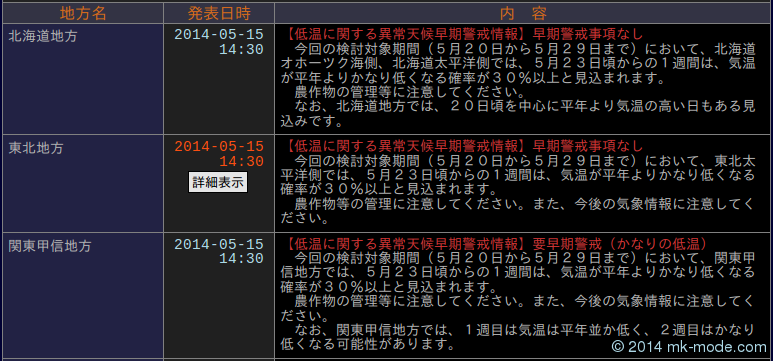 地方名 発表日時 内　容
北海道地方
2014-05-15
14:30
【低温に関する異常天候早期警戒情報】早期警戒事項なし
　今回の検討対象期間（５月２０日から５月２９日まで）において、北海道
オホーツク海側、北海道太平洋側では、５月２３日頃からの１週間は、気温
が平年よりかなり低くなる確率が３０％以上と見込まれます。
　農作物の管理等に注意してください。
　なお、北海道地方では、２０日頃を中心に平年より気温の高い日もある見
込みです。
東北地方
2014-05-15
14:30
詳細表示
【低温に関する異常天候早期警戒情報】早期警戒事項なし
　今回の検討対象期間（５月２０日から５月２９日まで）において、東北太
平洋側では、５月２３日頃からの１週間は、気温が平年よりかなり低くなる
確率が３０％以上と見込まれます。
　農作物等の管理に注意してください。また、今後の気象情報に注意してく
ださい。
関東甲信地方
2014-05-15
14:30
【低温に関する異常天候早期警戒情報】要早期警戒（かなりの低温）
　今回の検討対象期間（５月２０日から５月２９日まで）において、関東甲
信地方では、５月２３日頃からの１週間は、気温が平年よりかなり低くなる
確率が３０％以上と見込まれます。
　農作物の管理等に注意してください。また、今後の気象情報に注意してく
ださい。
　なお、関東甲信地方では、１週目は気温は平年並か低く、２週目はかなり
低くなる可能性があります。
© 2014 mk-mode.com